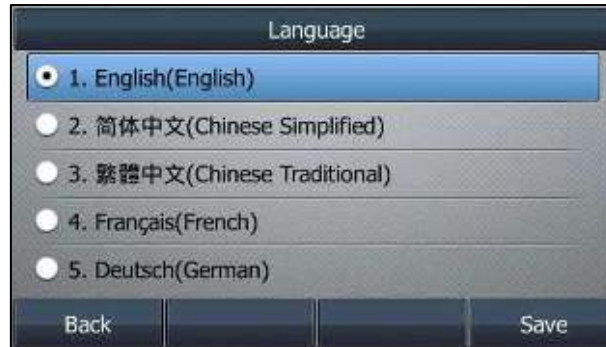 Language
1. English(English)
2. 简体中文(Chinese Simplified)
3. 繁體中文(Chinese Traditional)
4. Français(French)
5. Deutsch(German)
Back Save